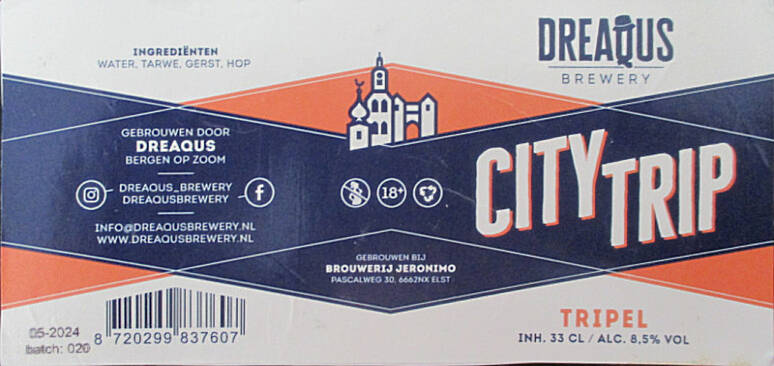 INGREDIËNTEN
WATER, TARWE, GERST, HOP
GEBROUWEN DOOR
DREAQUS
BERGEN OP ZOOM
DREAQUS_BREWERY
DREAQUSBREWERY
INFO@DREAQUSBREWERY.NL
WWW.DREAQUSBREWERY.NL
05-2024
batch: 020
8 720299 837607
18+
GEBROUWEN BIJ
BROUWERIJ JERONIMO
PASCALWEG 30, 6662NX ELST
DREAQUS
BREWERY
CITY TRIP
TRIPEL
INH. 33 CL / ALC. 8,5% VOL